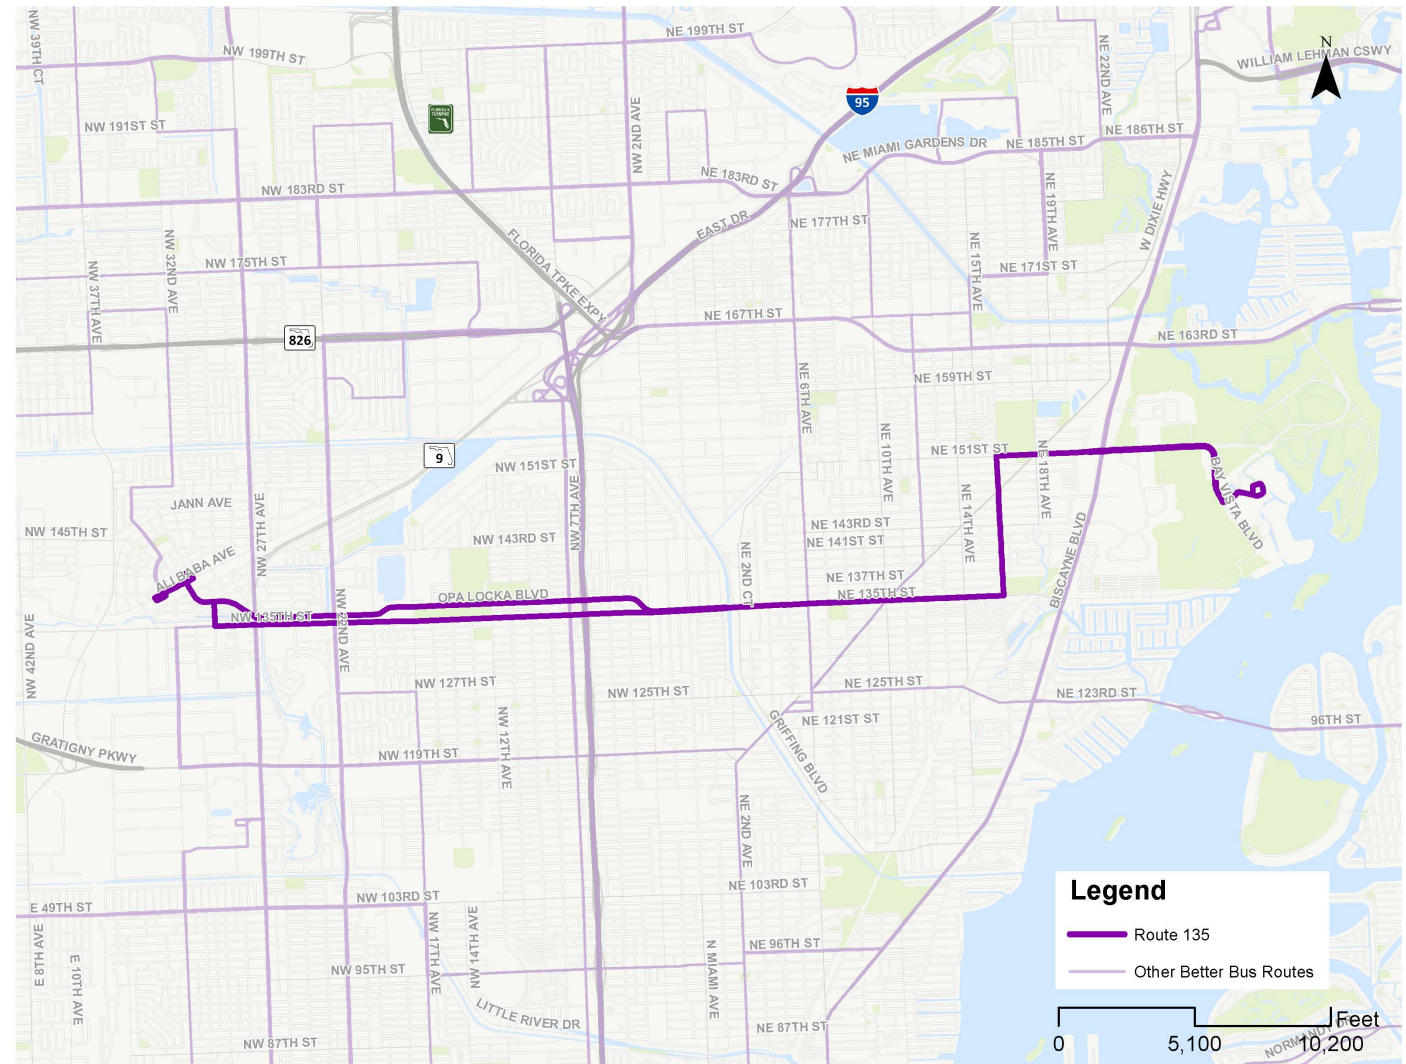 NW 39TH CT
NW 199TH ST
NE 199TH ST
NE 22ND AVE
WILLIAM LEHMAN CSWY
N
95
FLORIDA'S
TURNPIKE
NW 2ND AVE
NW 191ST ST
NE MIAMI GARDENS DR
NE 185TH ST
NE 186TH ST
NW 183RD ST
NE 183RD ST
NE 19TH AVE
W DIXIE HWY
EAST DR
NE 177TH ST
NW 32ND AVE
NW 37TH AVE
NW 175TH ST
FLORIDA TPKE EXPY
NE 15TH AVE
NE 171ST ST
NE 167TH ST
NE 163RD ST
826
NE 159TH ST
NE 6TH AVE
NE 10TH AVE
9
NW 151ST ST
NE 151ST ST
NE 18TH AVE
BAY VISTA BLVD
JANN AVE
NW 27TH AVE
NW 7TH AVE
NE 14TH AVE
NW 145TH ST
NW 143RD ST
NE 143RD ST
NE 141ST ST
NE 2ND CT
BISCAYNE BLVD
ALI BABA AVE
NE 137TH ST
OPA LOCKA BLVD
NE 135TH ST
NW 135TH ST
NW 22ND AVE
NW 42ND AVE
NW 127TH ST
NW 125TH ST
NE 125TH ST
NE 123RD ST
96TH ST
NE 121ST ST
GRIFFING BLVD
NW 12TH AVE
GRATIGNY PKWY
NW 119TH ST
NE 2ND AVE
NE 103RD ST
NW 103RD ST
E 49TH ST
E 8TH AVE
E 10TH AVE
NW 17TH AVE
NW 14TH AVE
N MIAMI AVE
NE 96TH ST
NW 95TH ST
LITTLE RIVER DR
NE 87TH ST
NW 87TH ST
NORMANDY DR
Legend
Route 135
Other Better Bus Routes
Feet
0 5,100 10,200